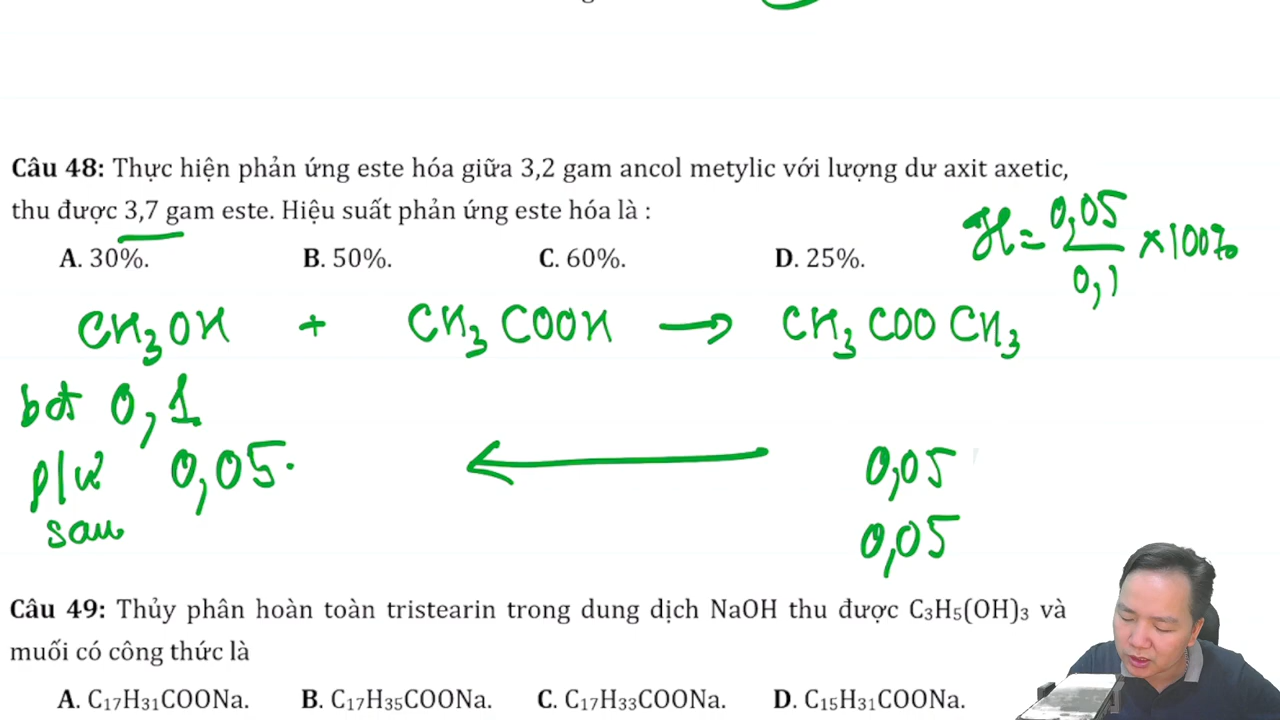 Câu 48: Thực hiện phản ứng este hóa giữa 3,2 gam ancol metylic với lượng dư axit axetic,
thu được 3,7 gam este. Hiệu suất phản ứng este hóa là :
A. 30%. B. 50%. C. 60%. D. 25%.
H = 0,05 / 0,1 × 100%
CH3OH + CH3COOH → CH3COOCH3
bđ 0,1
p/ư 0,05 ← 0,05
sau 0,05
Câu 49: Thủy phân hoàn toàn tristearin trong dung dịch NaOH thu được C₃H₅(OH)₃ và
muối có công thức là
A. C₁₇H₃₁COONa. B. C₁₇H₃₅COONa. C. C₁₇H₃₃COONa. D. C₁₅H₃₁COONa.